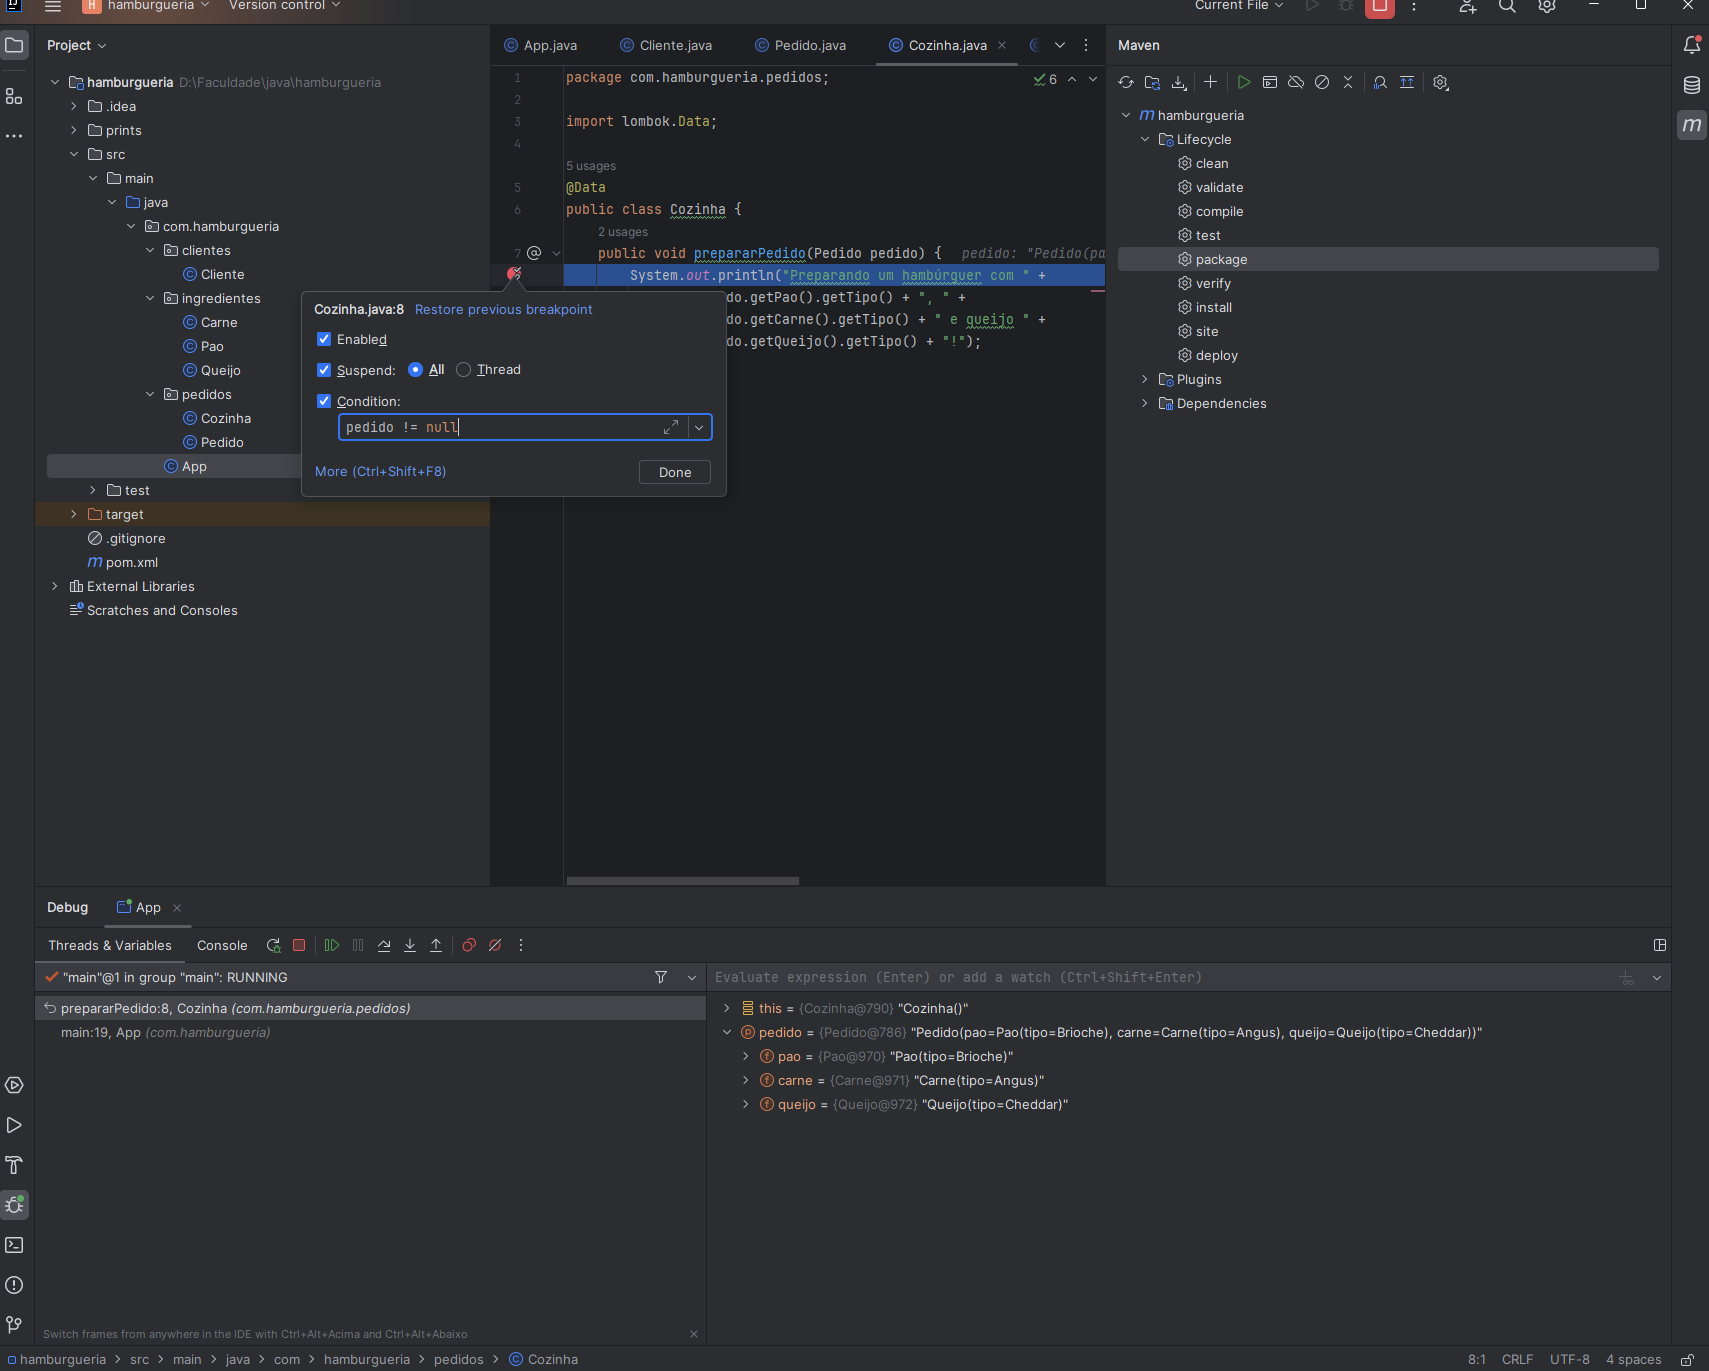 H hamburgueria Version control Current File
Project
hamburgueria D:\Faculdade\java\hamburgueria
.idea
prints
src
main
java
com.hamburgueria
clientes
Cliente
ingredientes
Carne
Pao
Queijo
pedidos
Cozinha
Pedido
App
test
target
.gitignore
m pom.xml
External Libraries
Scratches and Consoles
App.java Cliente.java Pedido.java Cozinha.java
6
1 package com.hamburgueria.pedidos;
2
3 import lombok.Data;
4
5 usages
5 @Data
6 public class Cozinha {
2 usages
7 @ public void prepararPedido(Pedido pedido) { pedido: "Pedido(pa
System.out.println("Preparando um hambúrguer com " +
do.getPao().getTipo() + ", " +
do.getCarne().getTipo() + " e queijo " +
do.getQueijo().getTipo() + "!");
Cozinha.java:8 Restore previous breakpoint
Enabled
Suspend: All Thread
Condition:
pedido != null
More (Ctrl+Shift+F8) Done
Maven
m hamburgueria
Lifecycle
clean
validate
compile
test
package
verify
install
site
deploy
Plugins
Dependencies
m
Debug App
Threads & Variables Console
"main"@1 in group "main": RUNNING
prepararPedido:8, Cozinha (com.hamburgueria.pedidos)
main:19, App (com.hamburgueria)
Evaluate expression (Enter) or add a watch (Ctrl+Shift+Enter)
this = {Cozinha@790} "Cozinha()"
pedido = {Pedido@786} "Pedido(pao=Pao(tipo=Brioche), carne=Carne(tipo=Angus), queijo=Queijo(tipo=Cheddar))"
pao = {Pao@970} "Pao(tipo=Brioche)"
carne = {Carne@971} "Carne(tipo=Angus)"
queijo = {Queijo@972} "Queijo(tipo=Cheddar)"
Switch frames from anywhere in the IDE with Ctrl+Alt+Acima and Ctrl+Alt+Abaixo
hamburgueria > src > main > java > com > hamburgueria > pedidos > Cozinha
8:1 CRLF UTF-8 4 spaces